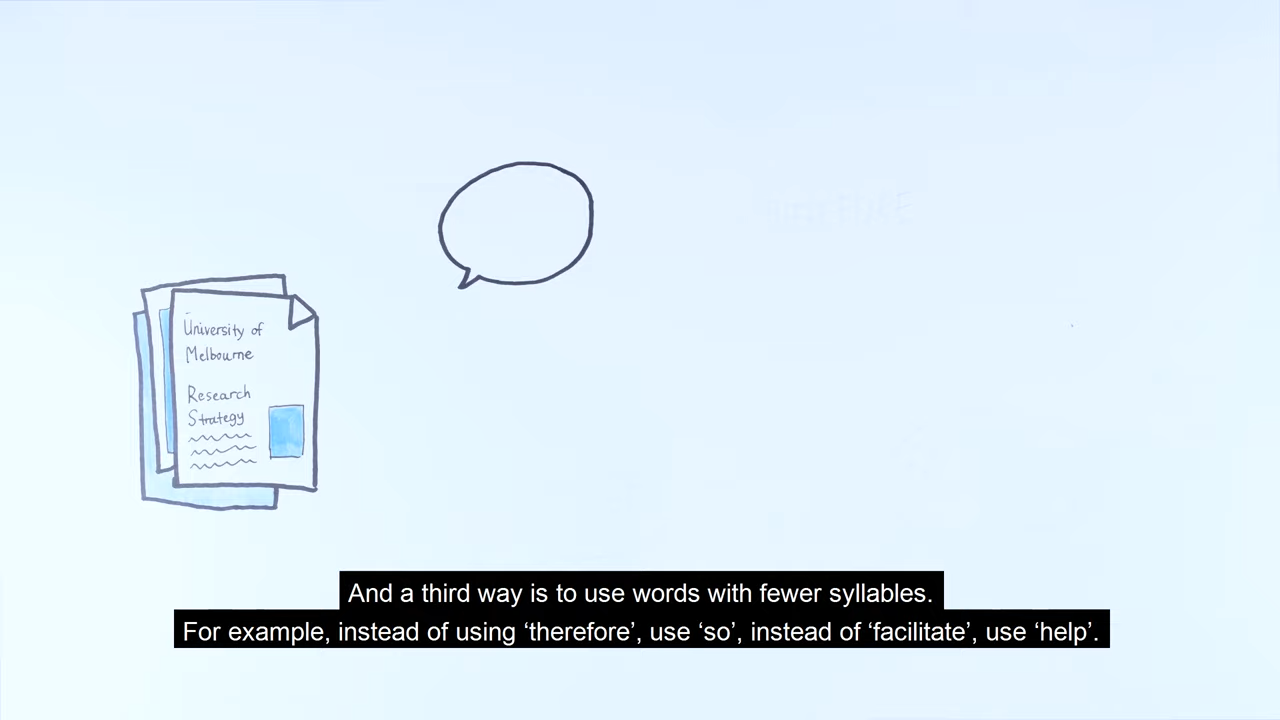 University of
Melbourne
Research
Strategy
And a third way is to use words with fewer syllables.
For example, instead of using ‘therefore’, use ‘so’, instead of ‘facilitate’, use ‘help’.